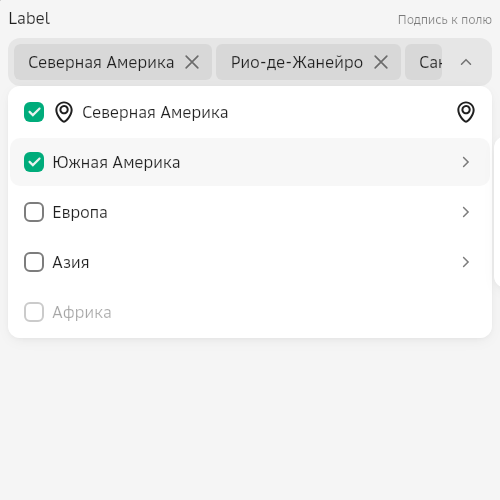 Label
Подпись к полю
Северная Америка Рио-де-Жанейро
Северная Америка
Южная Америка
Европа
Азия
Африка